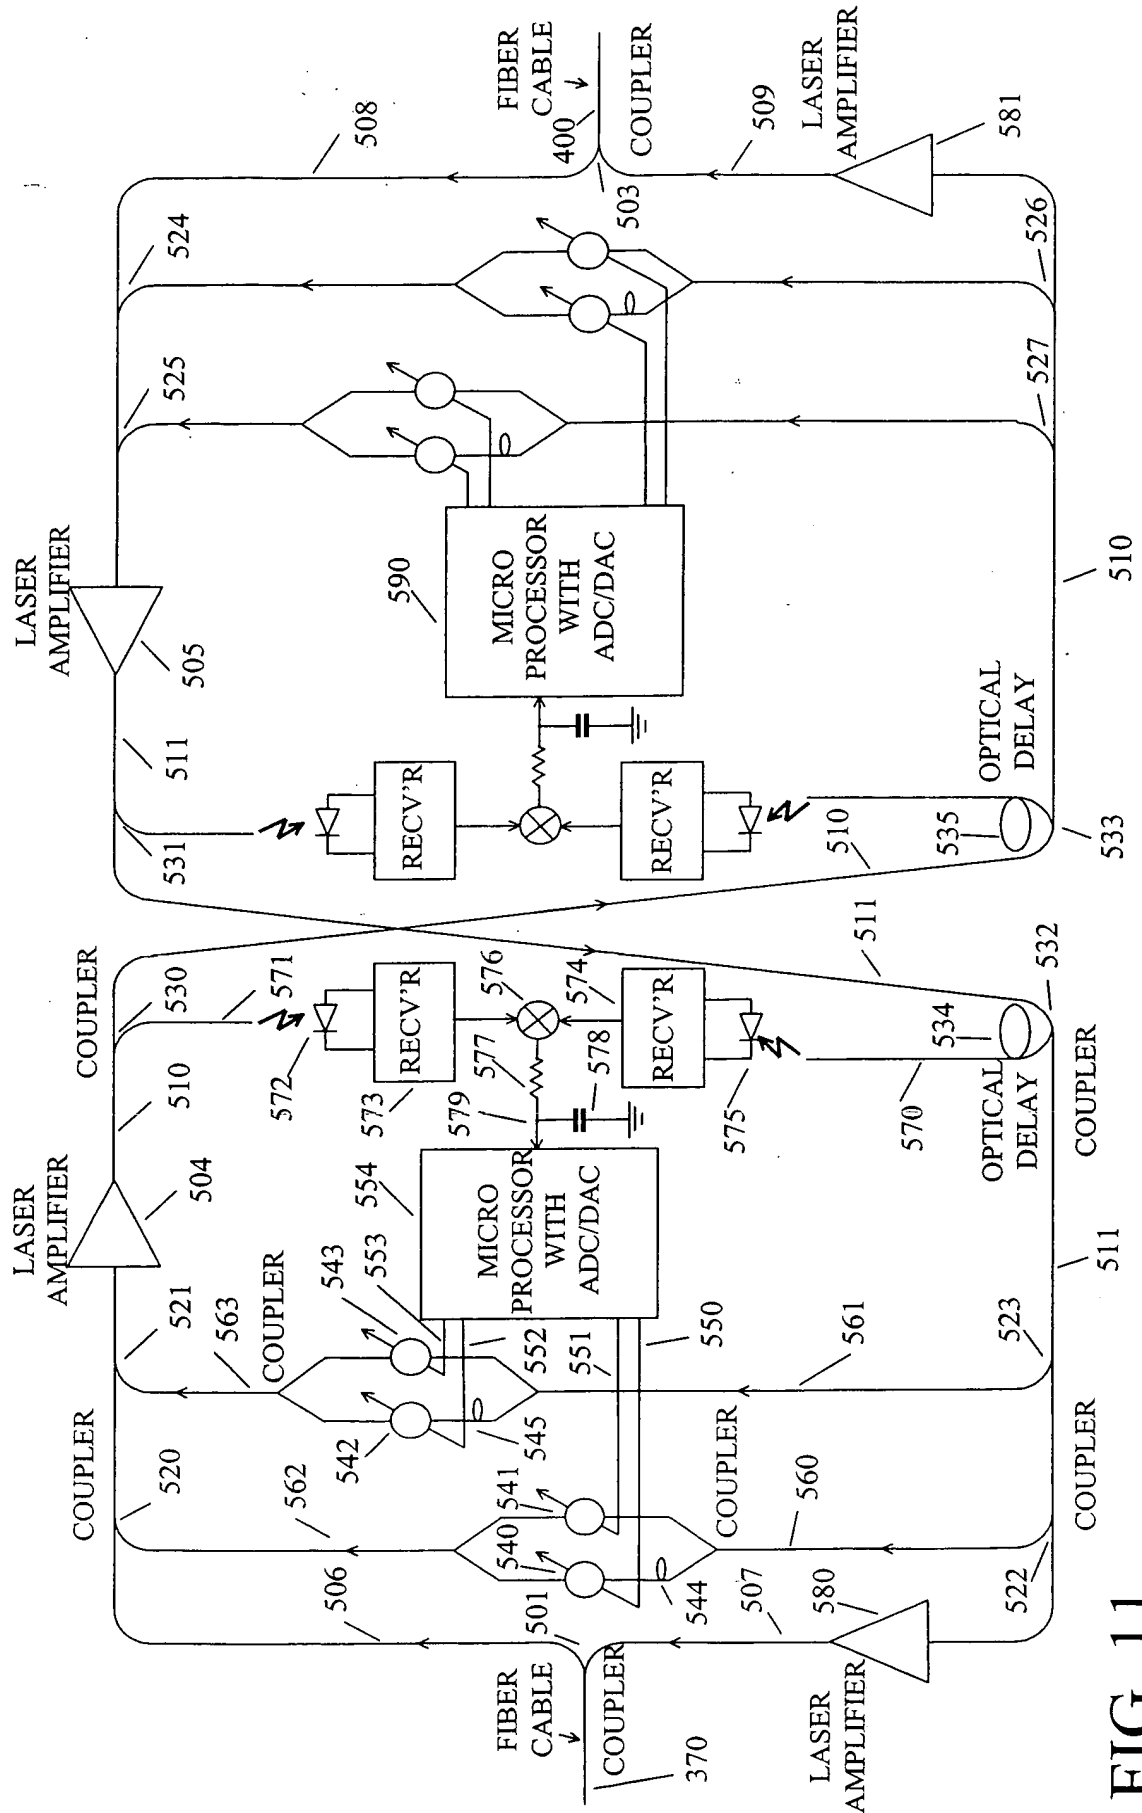 LASER
AMPLIFIER
LASER
AMPLIFIER
COUPLER
COUPLER
520
521
504
510
530
531
511
505
525
524
508
506
562
563
COUPLER
543
553
554
571
572
573
RECV'R
RECV'R
590
542
552
579
577
576
545
551
MICRO
PROCESSOR
WITH
ADC/DAC
MICRO
PROCESSOR
WITH
ADC/DAC
541
540
501
FIBER
CABLE
COUPLER
370
544
550
578
574
RECV'R
RECV'R
503
400
FIBER
CABLE
COUPLER
COUPLER
560
561
575
507
580
LASER
AMPLIFIER
570
511
510
509
LASER
AMPLIFIER
581
OPTICAL
DELAY
534
535
OPTICAL
DELAY
522
523
532
533
527
526
COUPLER
511
COUPLER
510
FIG. 11